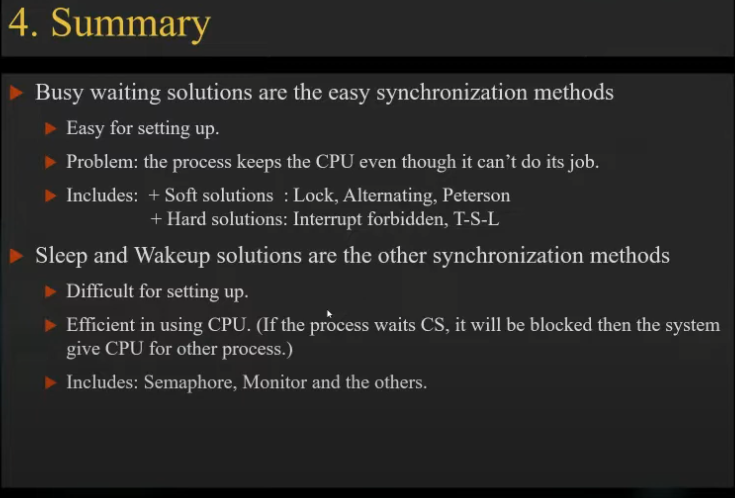 4. Summary
Busy waiting solutions are the easy synchronization methods
Easy for setting up.
Problem: the process keeps the CPU even though it can't do its job.
Includes: + Soft solutions : Lock, Alternating, Peterson
+ Hard solutions: Interrupt forbidden, T-S-L
Sleep and Wakeup solutions are the other synchronization methods
Difficult for setting up.
Efficient in using CPU. (If the process waits CS, it will be blocked then the system
give CPU for other process.)
Includes: Semaphore, Monitor and the others.